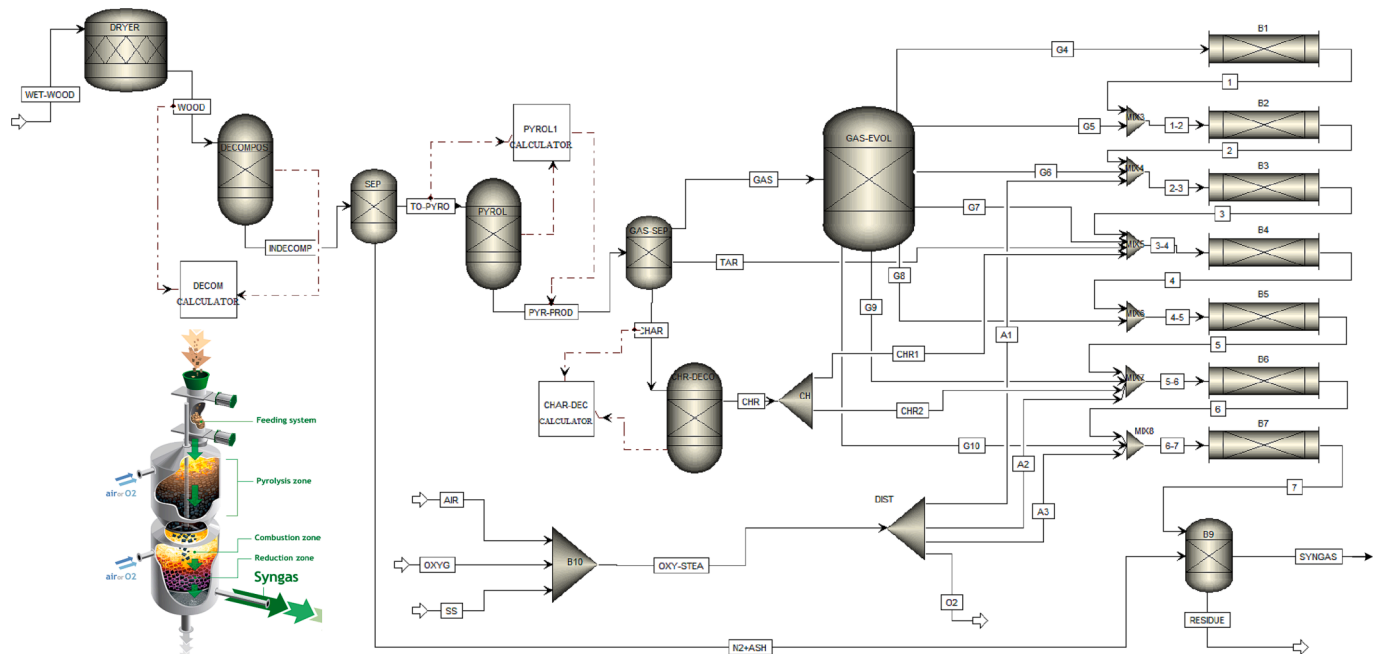 DRYER
WET-WOOD
WOOD
DECOMPOS
INDECOMP
DECOM
CALCULATOR
SEP
TO-PYRO
PYROL1
CALCULATOR
PYROL
PYR-PROD
GAS-SEP
GAS
TAR
CHAR
CHAR-DEC
CALCULATOR
CHR-DECO
CHR
CH
CHR1
CHR2
GAS-EVOL
G4
G5
G6
G7
G8
G9
G10
A1
A2
A3
B1
1
MIX3
1-2
B2
2
MIX4
2-3
B3
3
MIX5
3-4
B4
4
MIX6
4-5
B5
5
MIX7
5-6
B6
6
MIX8
6-7
B7
7
B9
SYNGAS
RESIDUE
AIR
OXYG
SS
B10
OXY-STEA
DIST
O2
N2+ASH
Feeding system
Pyrolysis zone
air or O2
Combustion zone
Reduction zone
air or O2
Syngas